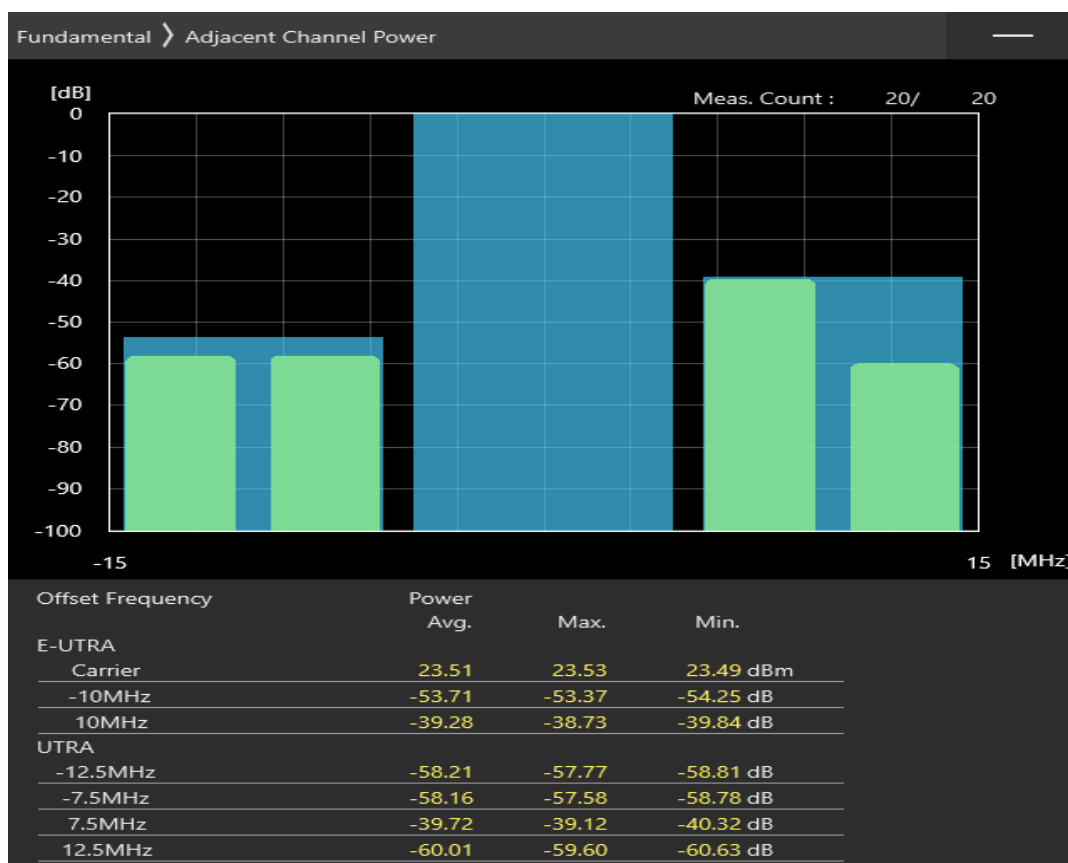 Fundamental 〉 Adjacent Channel Power
[dB]
Meas. Count : 20/ 20
0
-10
-20
-30
-40
-50
-60
-70
-80
-90
-100
-15 15 [MHz]
Offset Frequency Power
Avg. Max. Min.
E-UTRA
Carrier 23.51 23.53 23.49 dBm
-10MHz -53.71 -53.37 -54.25 dB
10MHz -39.28 -38.73 -39.84 dB
UTRA
-12.5MHz -58.21 -57.77 -58.81 dB
-7.5MHz -58.16 -57.58 -58.78 dB
7.5MHz -39.72 -39.12 -40.32 dB
12.5MHz -60.01 -59.60 -60.63 dB